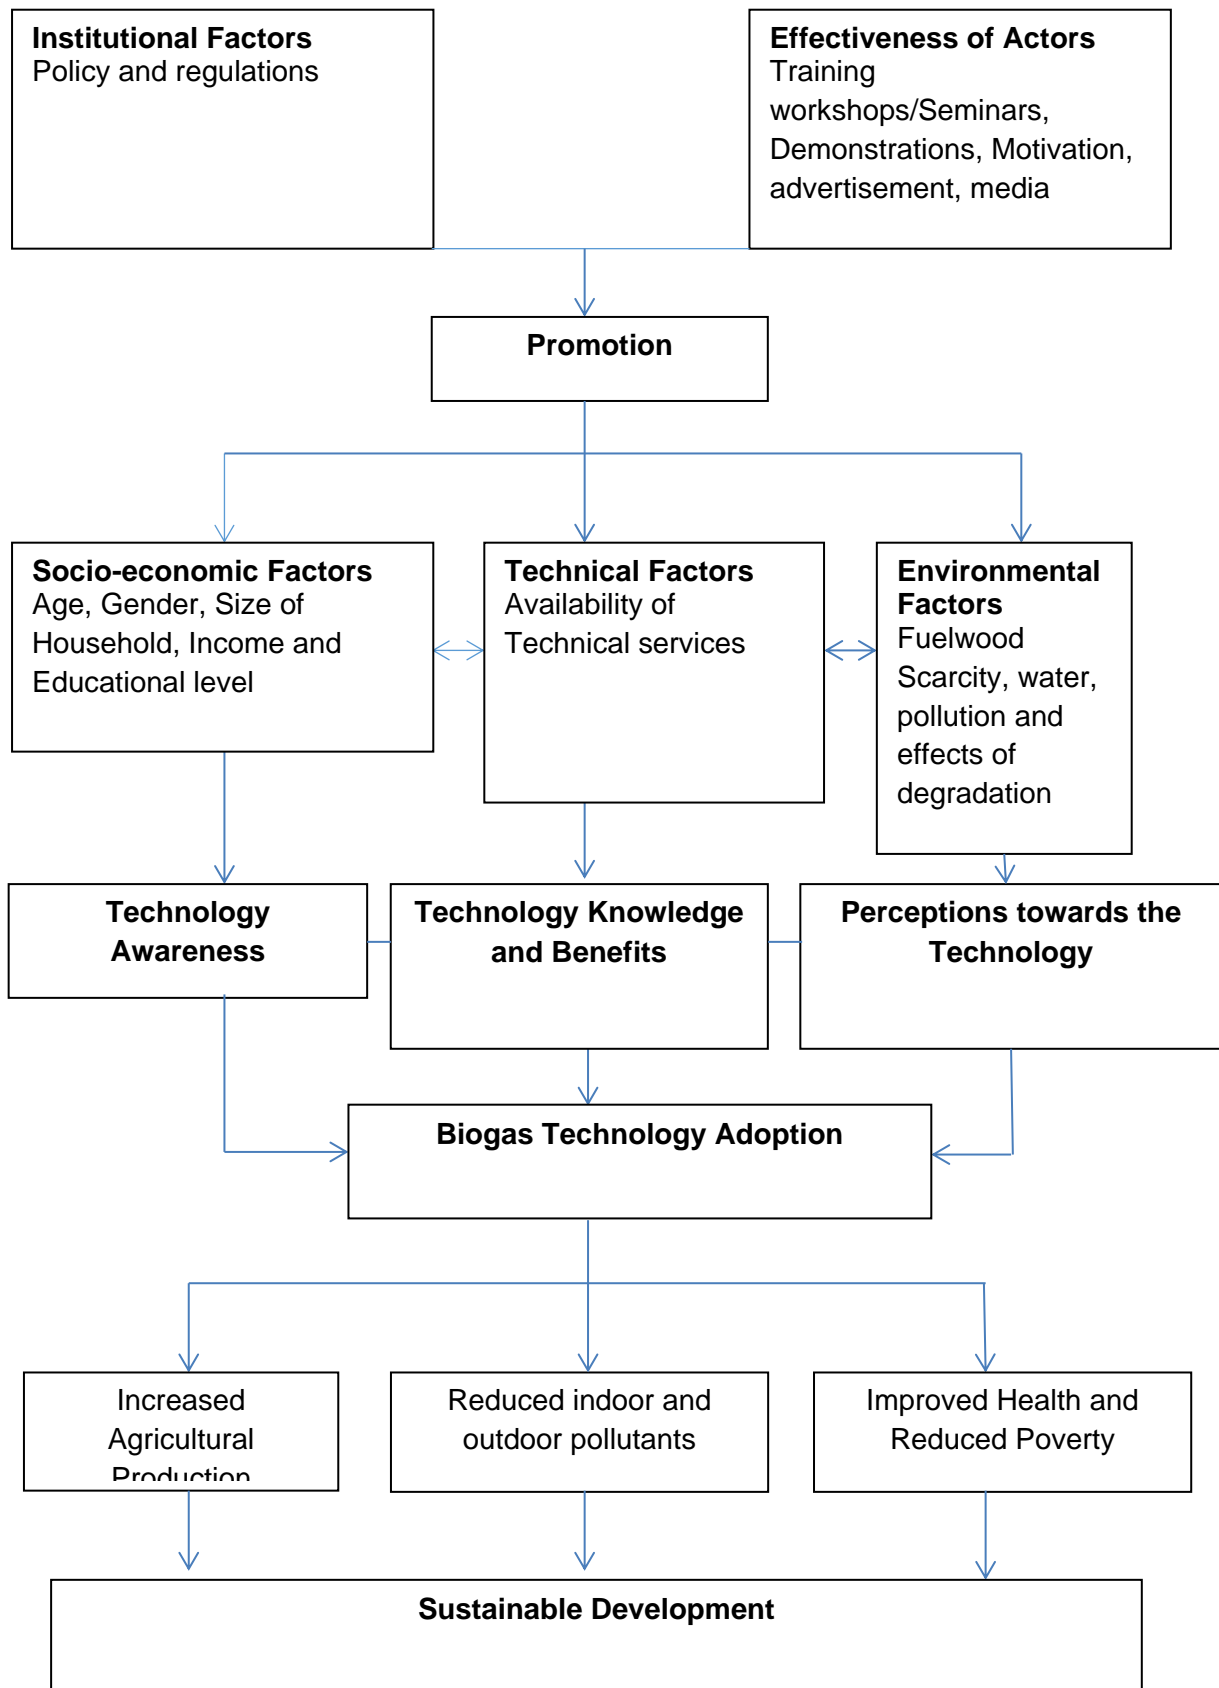 Institutional Factors
Policy and regulations
Effectiveness of Actors
Training
workshops/Seminars,
Demonstrations, Motivation,
advertisement, media
Promotion
Socio-economic Factors
Age, Gender, Size of
Household, Income and
Educational level
Technical Factors
Availability of
Technical services
Environmental
Factors
Fuelwood
Scarcity, water,
pollution and
effects of
degradation
Technology
Awareness
Technology Knowledge
and Benefits
Perceptions towards the
Technology
Biogas Technology Adoption
Increased
Agricultural
Production
Reduced indoor and
outdoor pollutants
Improved Health and
Reduced Poverty
Sustainable Development